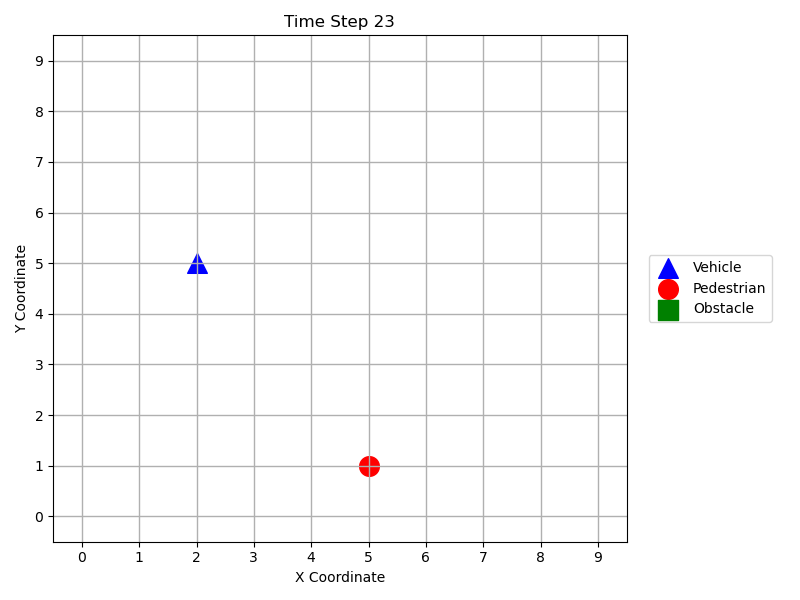 Time Step 23
Y Coordinate
9
8
7
6
5
4
3
2
1
0
0 1 2 3 4 5 6 7 8 9
X Coordinate
Vehicle
Pedestrian
Obstacle